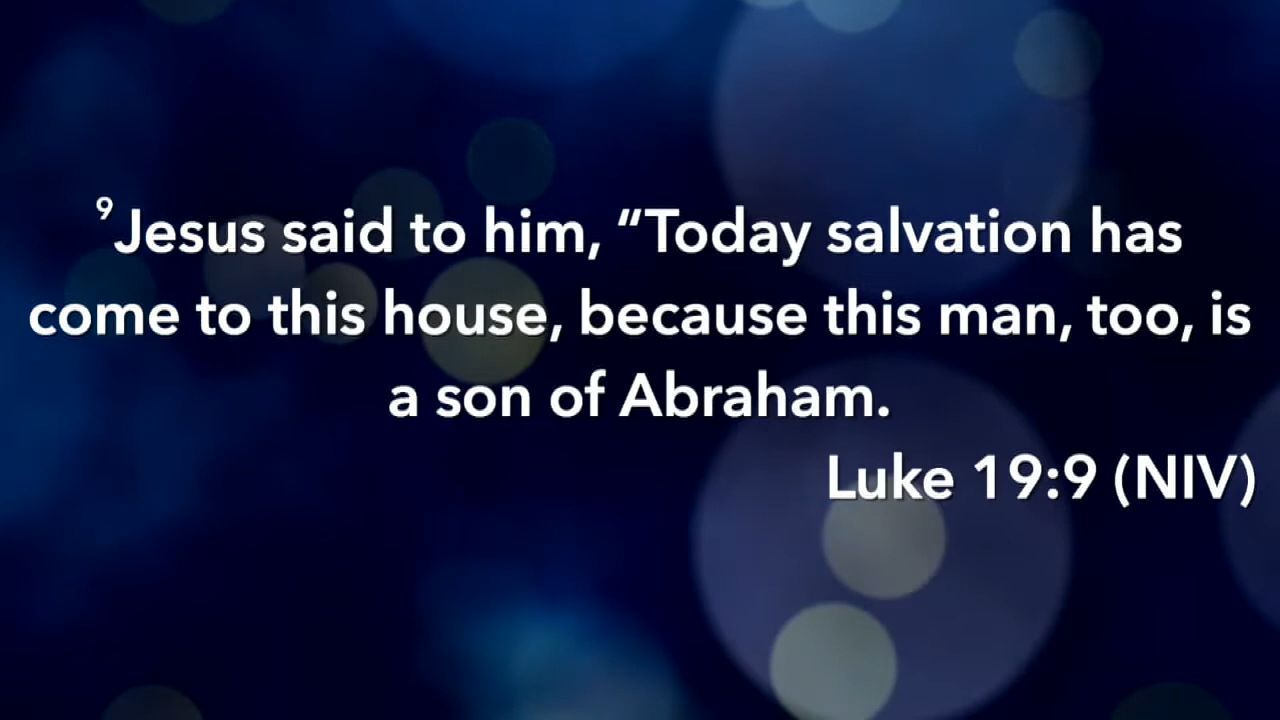 ⁹Jesus said to him, “Today salvation has
come to this house, because this man, too, is
a son of Abraham.
Luke 19:9 (NIV)